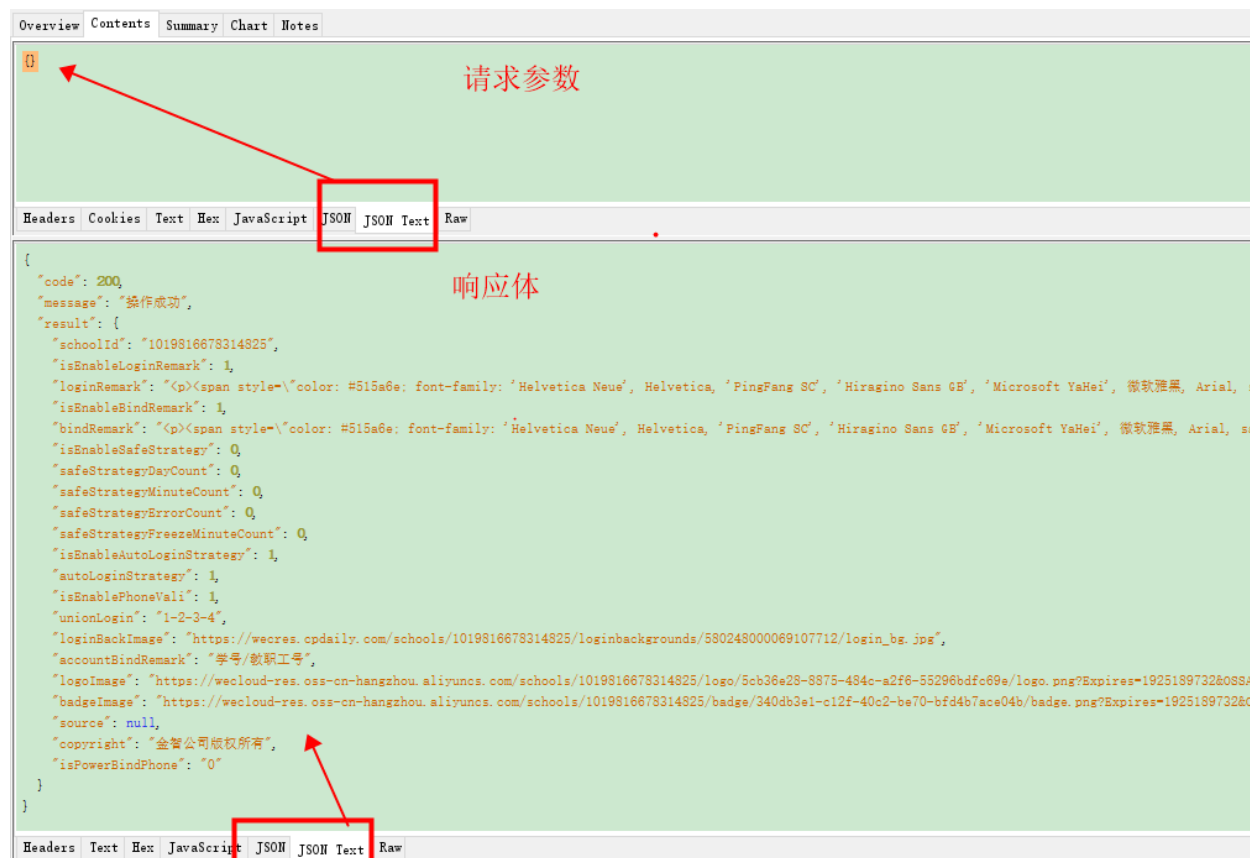 Overview Contents Summary Chart Notes
{}
请求参数
Headers Cookies Text Hex JavaScript JSON JSON Text Raw
响应体
{
"code": 200,
"message": "操作成功",
"result": {
"schoolId": "1019816678314825",
"isEnableLoginRemark": 1,
"loginRemark": "<p><span style=\"color: #515a6e; font-family: 'Helvetica Neue', Helvetica, 'PingFang SC', 'Hiragino Sans GB', 'Microsoft YaHei', 微软雅黑, Arial,
"isEnableBindRemark": 1,
"bindRemark": "<p><span style=\"color: #515a6e; font-family: 'Helvetica Neue', Helvetica, 'PingFang SC', 'Hiragino Sans GB', 'Microsoft YaHei', 微软雅黑, Arial, sa
"isEnableSafeStrategy": 0,
"safeStrategyDayCount": 0,
"safeStrategyMinuteCount": 0,
"safeStrategyErrorCount": 0,
"safeStrategyFreezeMinuteCount": 0,
"isEnableAutoLoginStrategy": 1,
"autoLoginStrategy": 1,
"isEnablePhoneVali": 1,
"unionLogin": "1-2-3-4",
"loginBackImage": "https://wecres.cpdaily.com/schools/1019816678314825/loginbackgrounds/580248000069107712/login_bg.jpg",
"accountBindRemark": "学号/教职工号",
"logoImage": "https://wecloud-res.oss-cn-hangzhou.aliyuncs.com/schools/1019816678314825/logo/5cb36e28-8875-484c-a2f6-55296bdfc69e/logo.png?Expires=1925189732&OSSA
"badgeImage": "https://wecloud-res.oss-cn-hangzhou.aliyuncs.com/schools/1019816678314825/badge/340db3e1-c12f-40c2-be70-bfd4b7ace04b/badge.png?Expires=1925189732&O
"source": null,
"copyright": "金智公司版权所有",
"isPowerBindPhone": "0"
}
}
Headers Text Hex JavaScript JSON JSON Text Raw